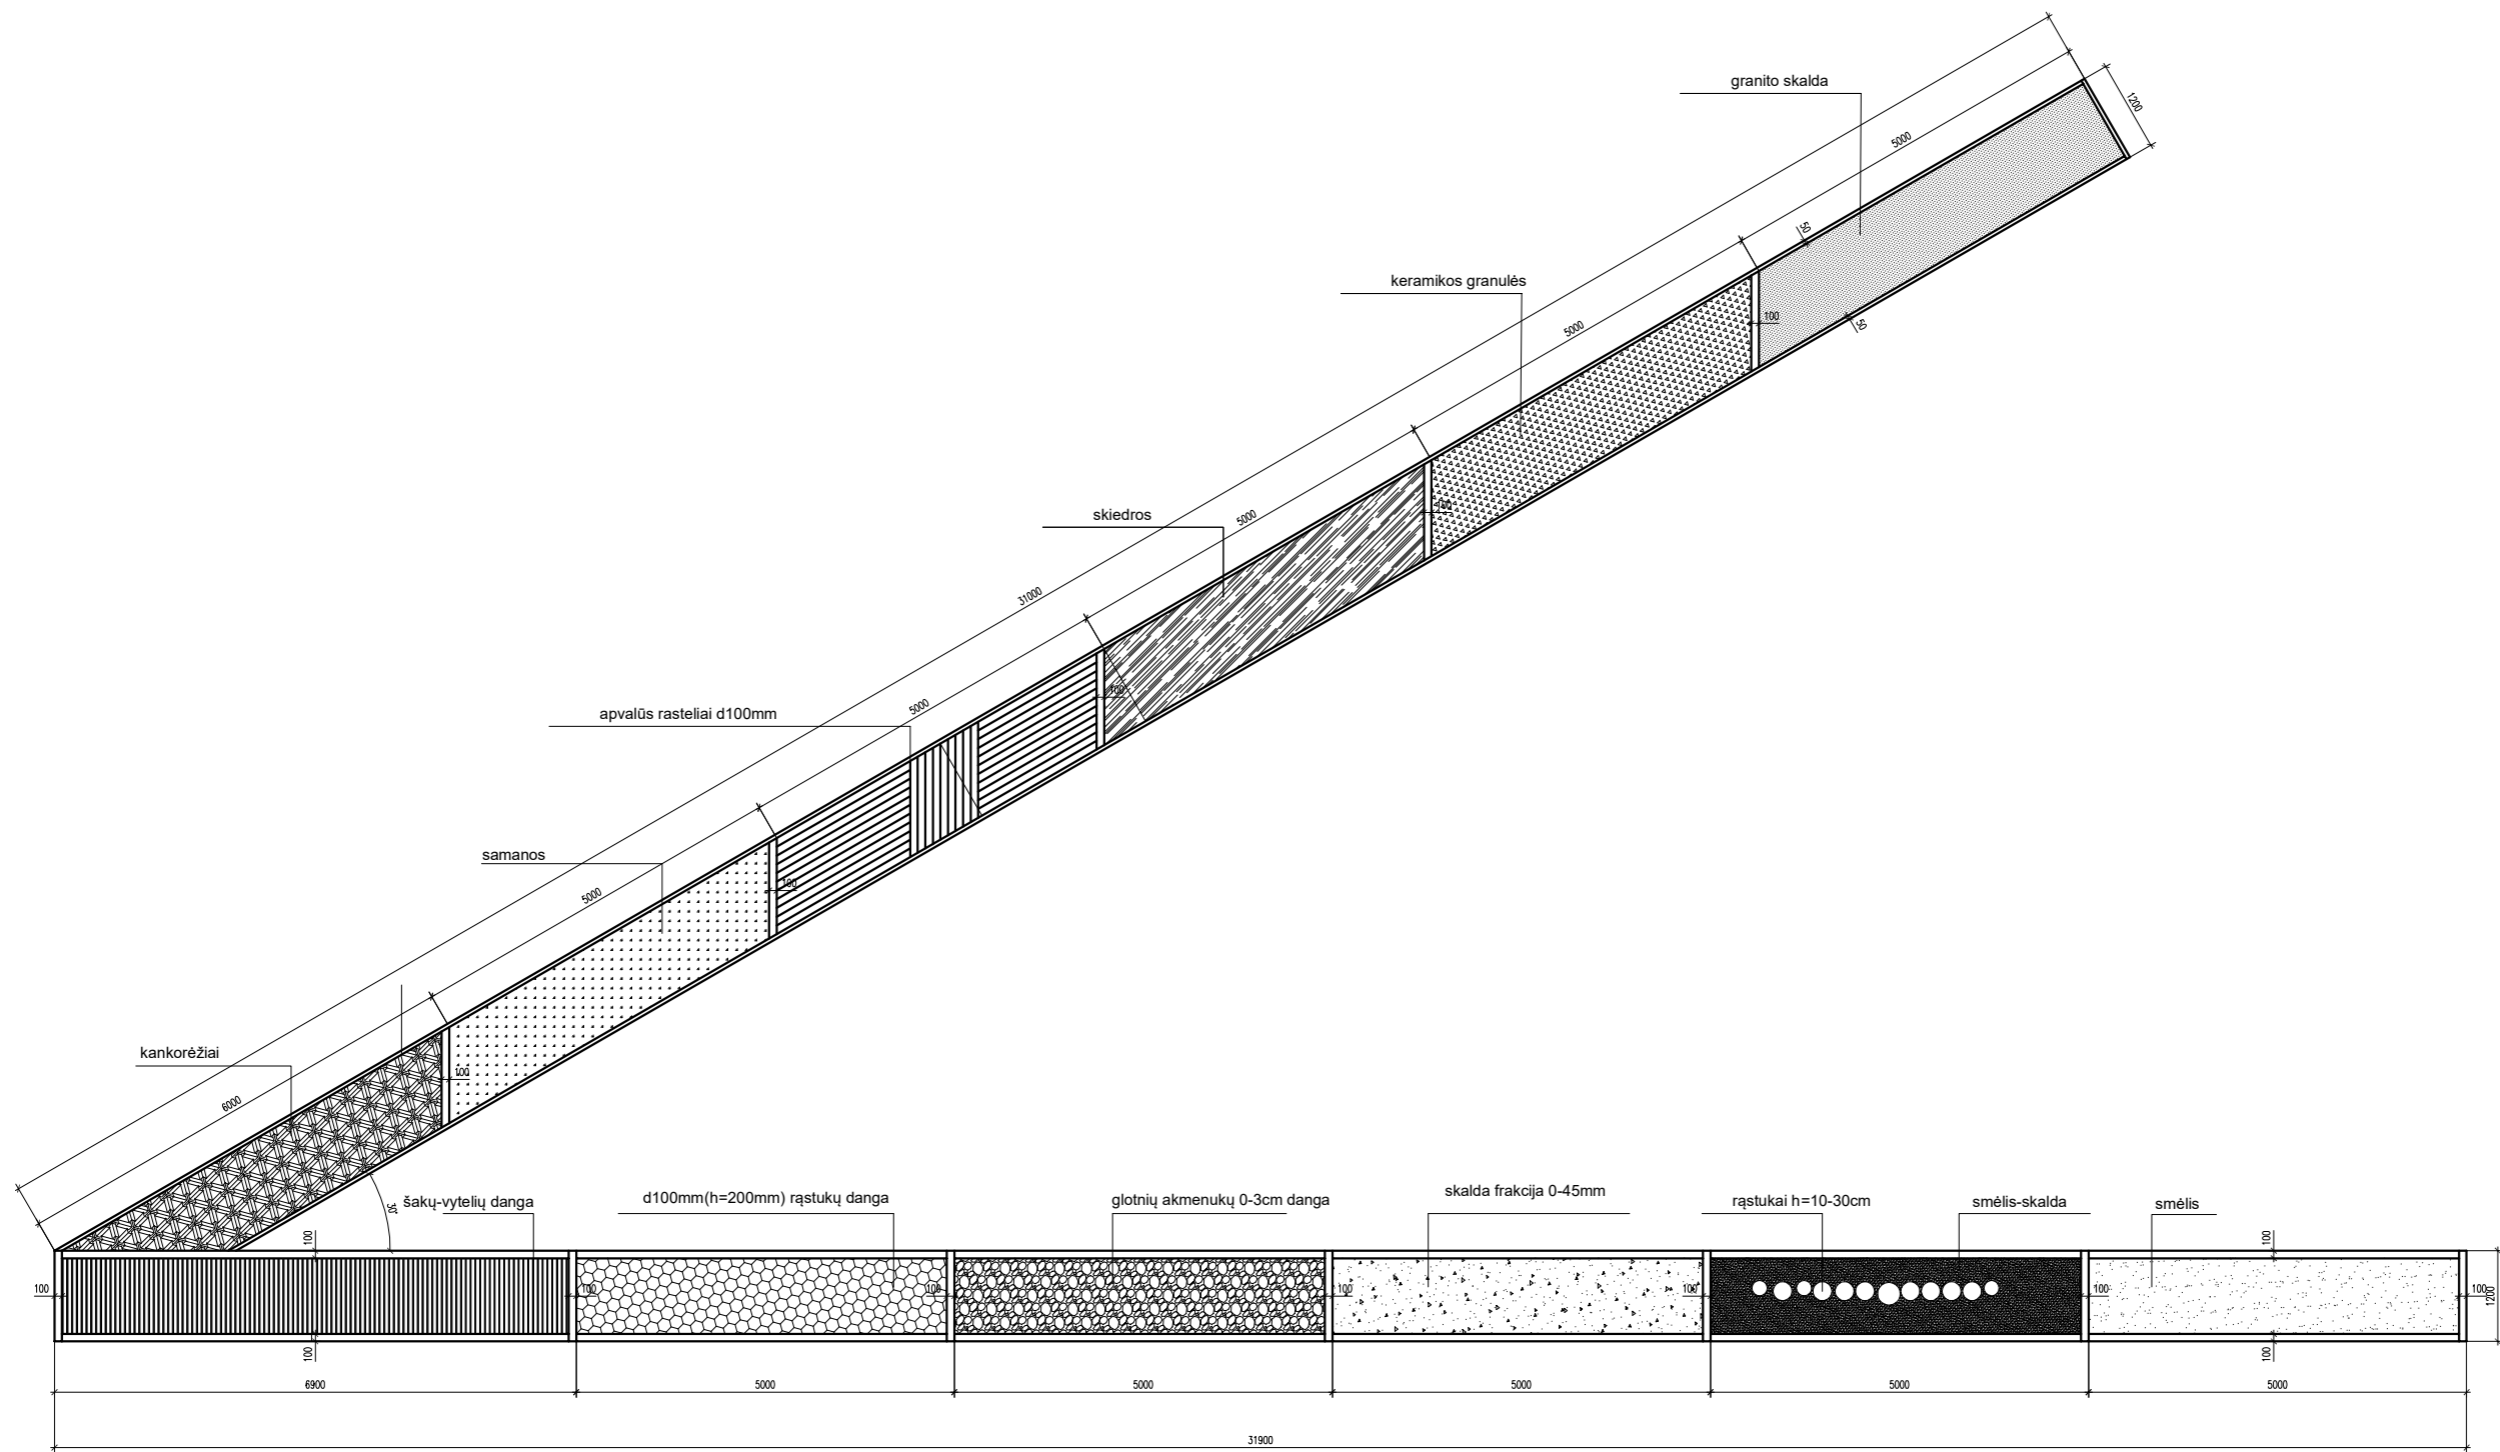 granito skalda
1200
5000
50
keramikos granulės
5000
100
50
skiedros
5000
100
31000
apvalūs rasteliai d100mm
5000
100
samanos
5000
100
kankorėžiai
6000
100
30°
šakų-vytelių danga
d100mm(h=200mm) rąstukų danga
glotnių akmenukų 0-3cm danga
skalda frakcija 0-45mm
rąstukai h=10-30cm
smėlis-skalda
smėlis
100
100
100
100
100
100
100
100
100
100
1200
100
100
6900
5000
5000
5000
5000
5000
31900